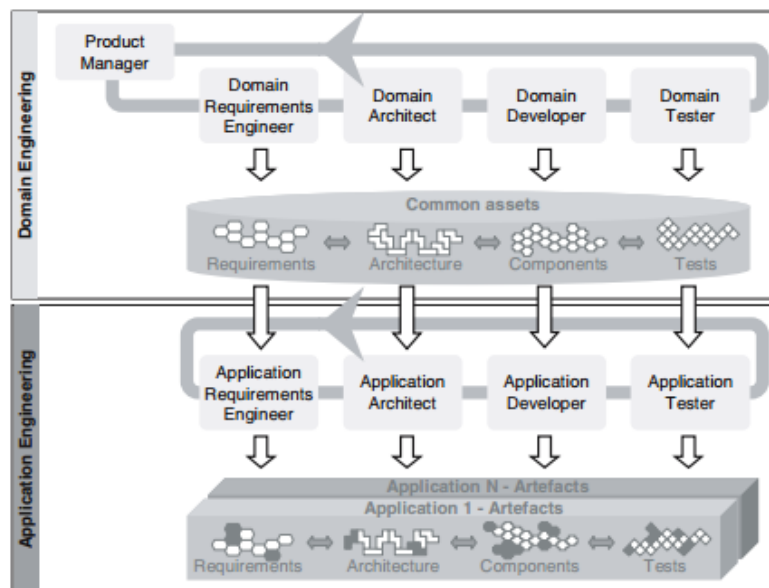 Domain Engineering
Product
Manager
Domain
Requirements
Engineer
Domain
Architect
Domain
Developer
Domain
Tester
Common assets
Requirements
Architecture
Components
Tests
Application Engineering
Application
Requirements
Engineer
Application
Architect
Application
Developer
Application
Tester
Application N - Artefacts
Application 1 - Artefacts
Requirements
Architecture
Components
Tests